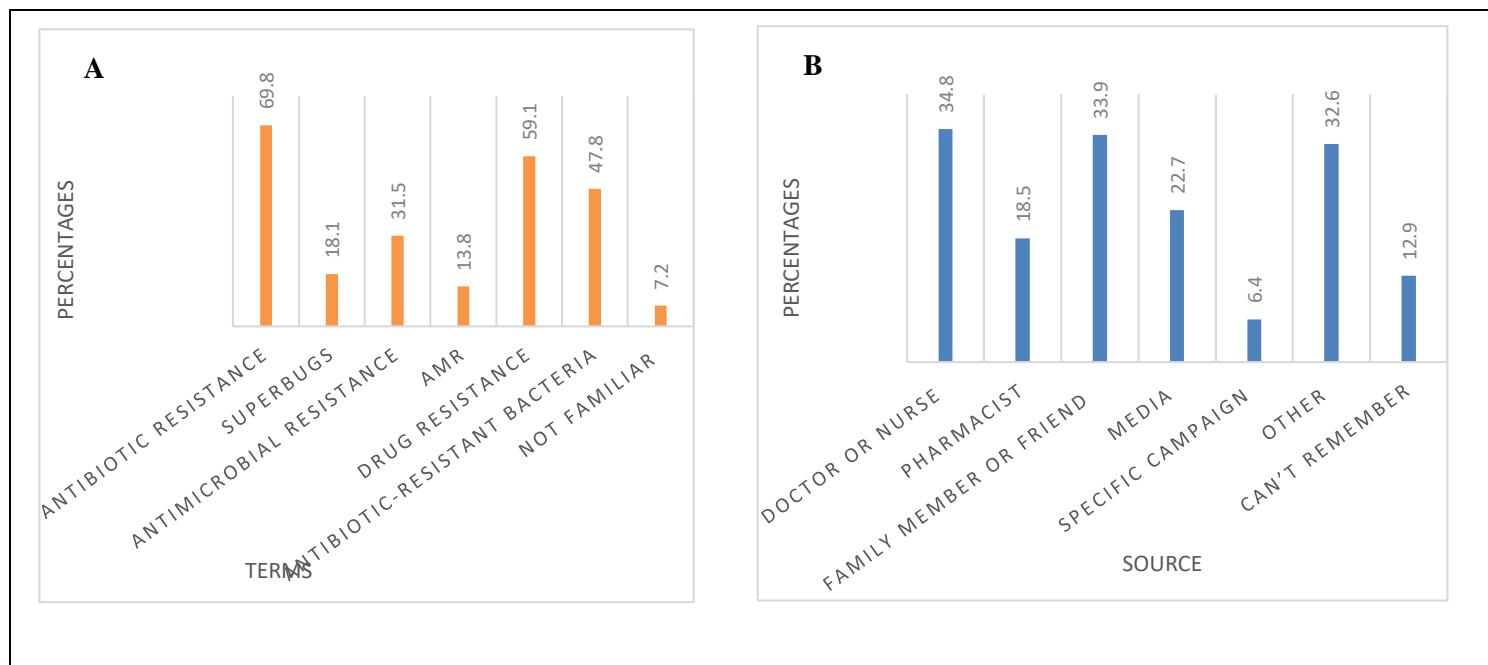 A
PERCENTAGES
69.8
18.1
31.5
13.8
59.1
47.8
7.2
ANTIBIOTIC RESISTANCE
SUPERBUGS
ANTIMICROBIAL RESISTANCE
AMR
DRUG RESISTANCE
ANTIBIOTIC-RESISTANT BACTERIA
NOT FAMILIAR
TERMS
B
PERCENTAGES
34.8
18.5
33.9
22.7
6.4
32.6
12.9
DOCTOR OR NURSE
PHARMACIST
FAMILY MEMBER OR FRIEND
MEDIA
SPECIFIC CAMPAIGN
OTHER
CAN’T REMEMBER
SOURCE